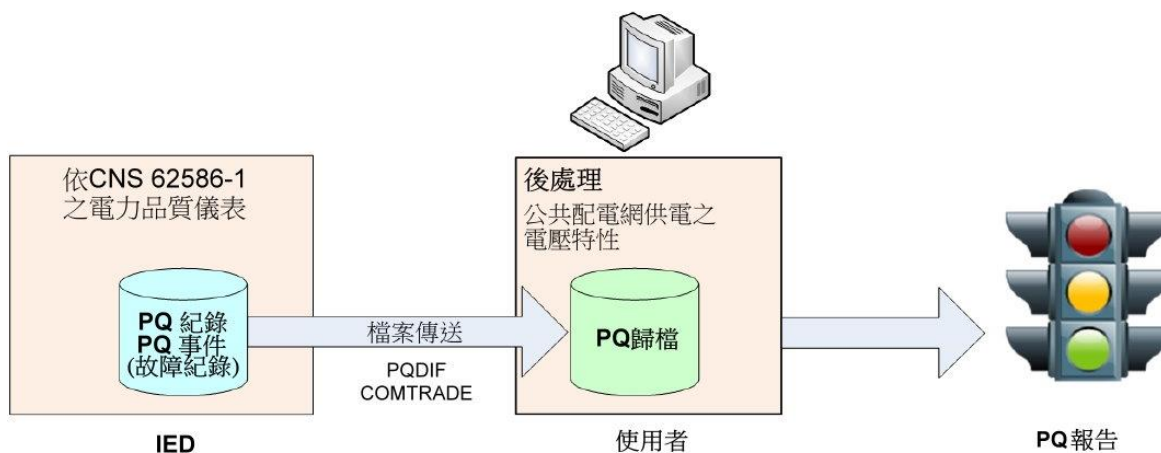 依CNS 62586-1
之電力品質儀表
PQ 紀錄
PQ 事件
(故障紀錄)
IED
檔案傳送
PQDIF
COMTRADE
後處理
公共配電網供電之
電壓特性
PQ歸檔
使用者
PQ報告